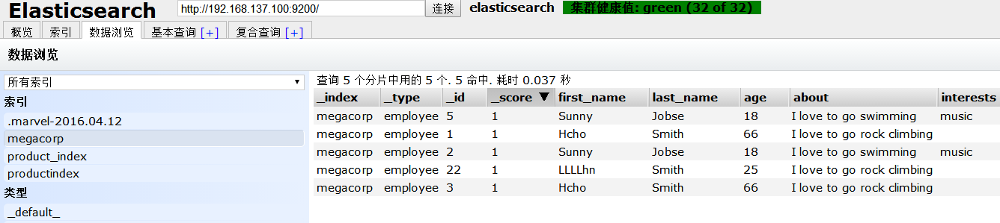 Elasticsearch http://192.168.137.100:9200/ 连接 elasticsearch 集群健康值: green (32 of 32)
概览 索引 数据浏览 基本查询 [+] 复合查询 [+]
数据浏览
所有索引
索引
.marvel-2016.04.12
megacorp
product_index
productindex
类型
_default_
查询 5 个分片中用的 5 个. 5 命中. 耗时 0.037 秒
_index _type _id _score ▼ first_name last_name age about interests
megacorp employee 5 1 Sunny Jobse 18 I love to go swimming music
megacorp employee 1 1 Hcho Smith 66 I love to go rock climbing
megacorp employee 2 1 Sunny Jobse 18 I love to go swimming music
megacorp employee 22 1 LLLLhn Smith 25 I love to go rock climbing
megacorp employee 3 1 Hcho Smith 66 I love to go rock climbing